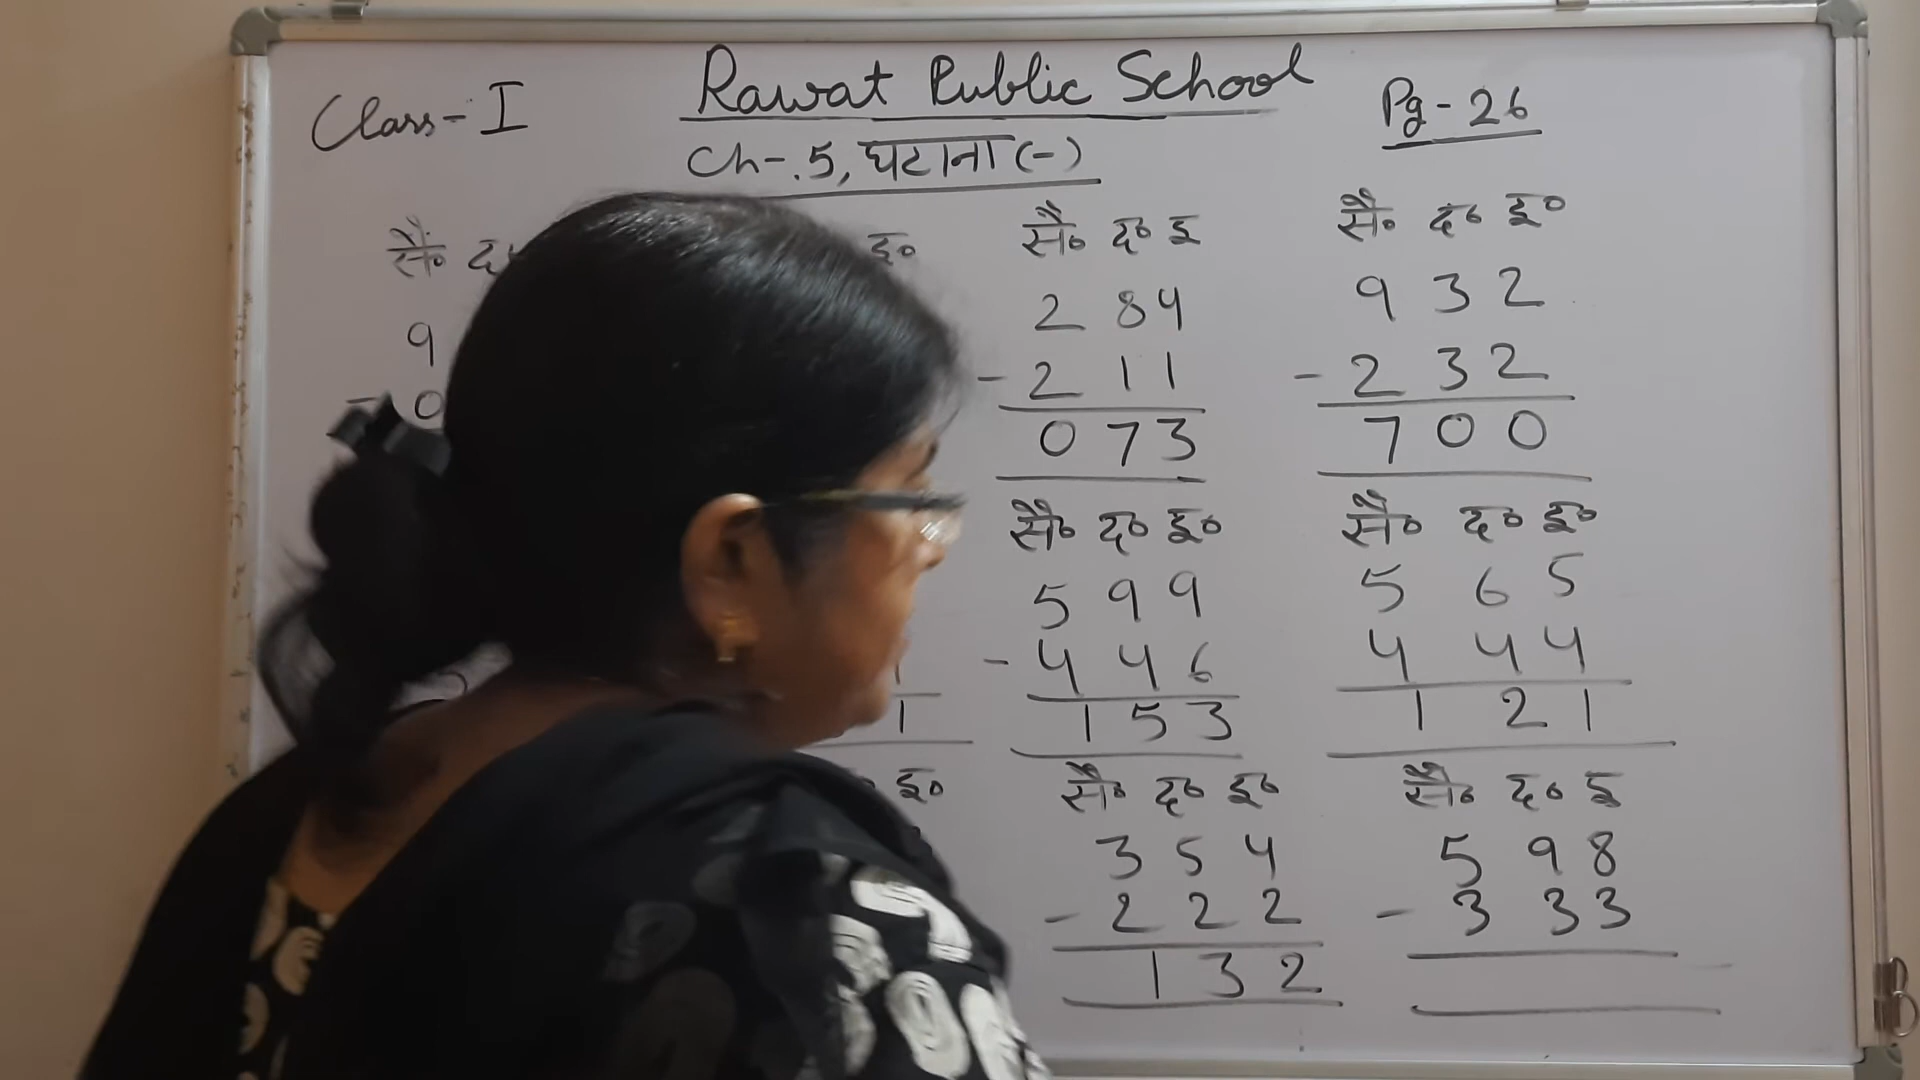 Class-I Rawat Public School Pg-26
Ch-.5, घटाना (-)
सै० द० इ० सै० द० इ सै० द० इ०
9 2 84 9 3 2
- 0 - 2 1 1 - 2 3 2
0 7 3 7 0 0
सै० द० इ० सै० द० इ०
5 9 9 5 6 5
- 4 4 6 4 4 4
1 1 5 3 1 2 1
इ० सै० द० इ० सै० द० इ
3 5 4 5 9 8
- 2 2 2 - 3 3 3
1 3 2